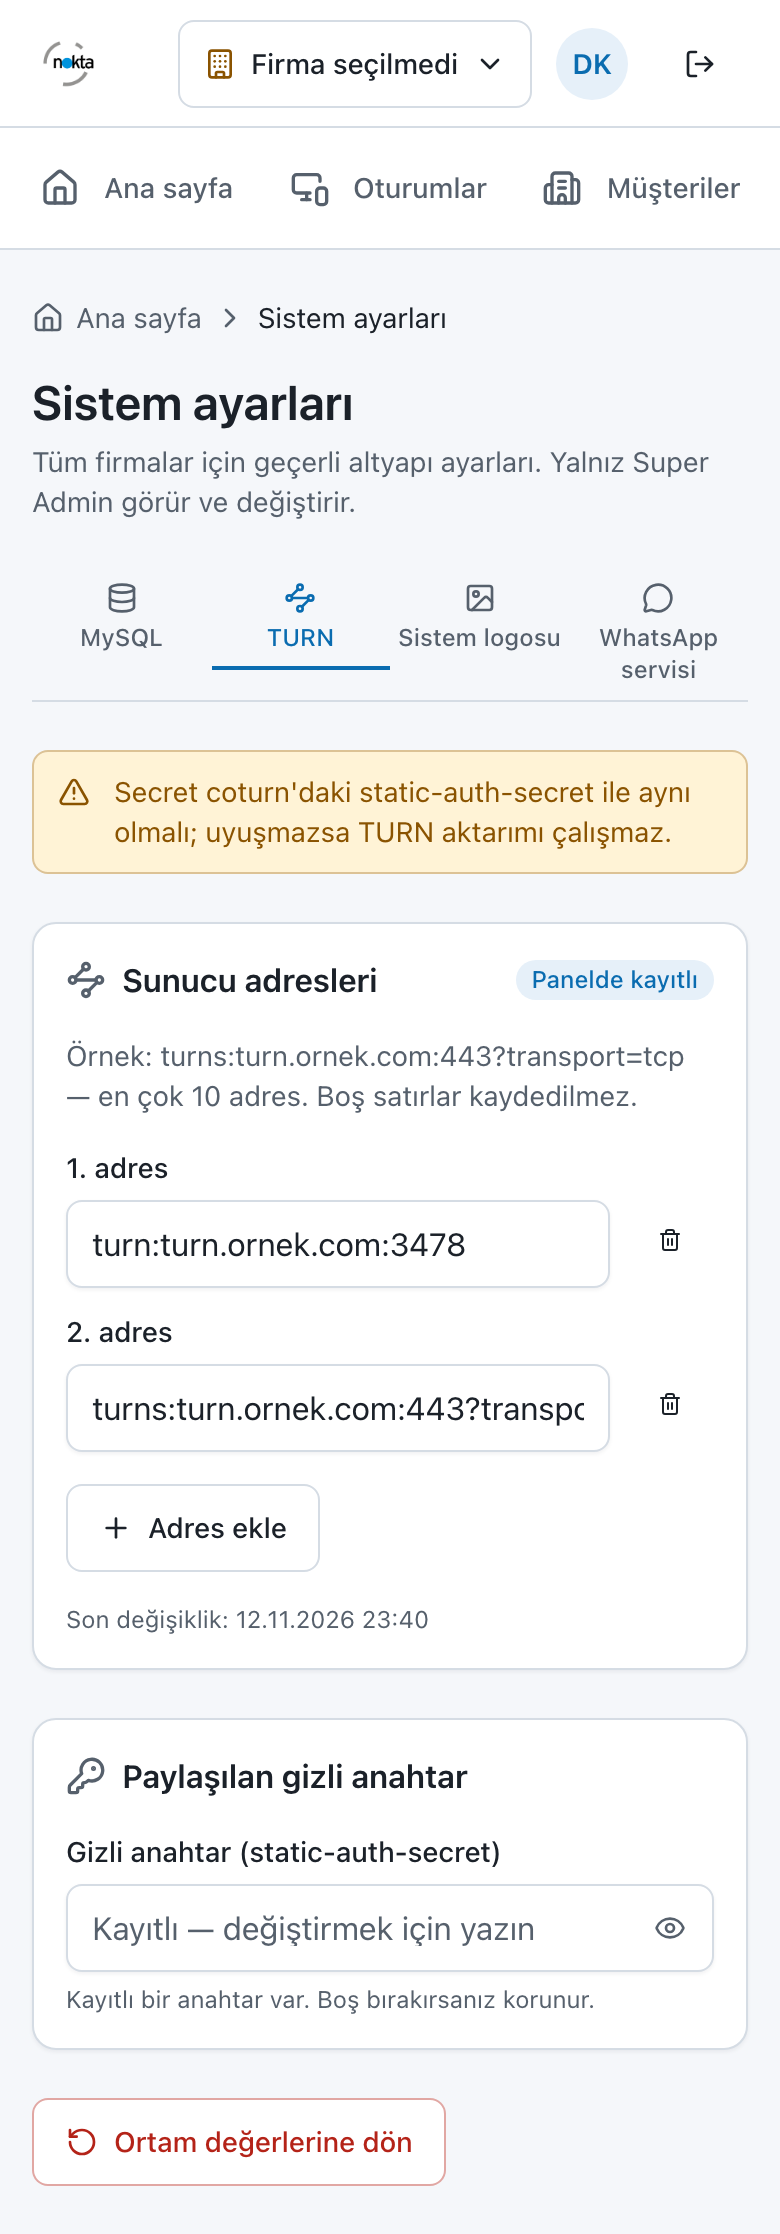 nokta
Firma seçilmedi
DK
Ana sayfa
Oturumlar
Müşteriler
Ana sayfa
Sistem ayarları
Sistem ayarları
Tüm firmalar için geçerli altyapı ayarları. Yalnız Super
Admin görür ve değiştirir.
MySQL
TURN
Sistem logosu
WhatsApp
servisi
Secret coturn'daki static-auth-secret ile aynı
olmalı; uyuşmazsa TURN aktarımı çalışmaz.
Sunucu adresleri
Panelde kayıtlı
Örnek: turns:turn.ornek.com:443?transport=tcp
— en çok 10 adres. Boş satırlar kaydedilmez.
1. adres
turn:turn.ornek.com:3478
2. adres
turns:turn.ornek.com:443?transpo
Adres ekle
Son değişiklik: 12.11.2026 23:40
Paylaşılan gizli anahtar
Gizli anahtar (static-auth-secret)
Kayıtlı — değiştirmek için yazın
Kayıtlı bir anahtar var. Boş bırakırsanız korunur.
Ortam değerlerine dön